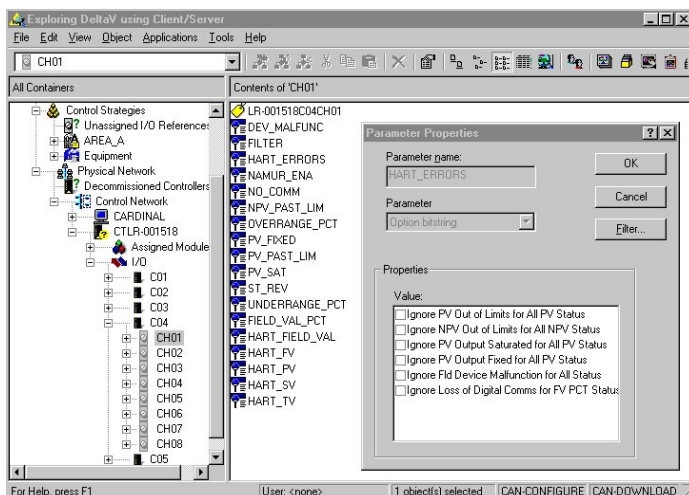 Exploring DeltaV using Client/Server
File Edit View Object Applications Tools Help
CH01
All Containers
Contents of 'CH01'
Control Strategies
Unassigned I/O References
AREA_A
Equipment
Physical Network
Decommissioned Controllers
Control Network
CARDINAL
CTLR-001518
Assigned Module
I/O
C01
C02
C03
C04
CH01
CH02
CH03
CH04
CH05
CH06
CH07
CH08
C05
LR-001518C04CH01
DEV_MALFUNC
FILTER
HART_ERRORS
NAMUR_ENA
NO_COMM
NPV_PAST_LIM
OVERRANGE_PCT
PV_FIXED
PV_PAST_LIM
PV_SAT
ST_REV
UNDERRANGE_PCT
FIELD_VAL_PCT
HART_FIELD_VAL
HART_FV
HART_PV
HART_SV
HART_TV
Parameter Properties
Parameter name:
HART_ERRORS
Parameter
Option bitstring
OK
Cancel
Filter...
Properties
Value:
Ignore PV Out of Limits for All PV Status
Ignore NPV Out of Limits for All NPV Status
Ignore PV Output Saturated for All PV Status
Ignore PV Output Fixed for All PV Status
Ignore Fld Device Malfunction for All Status
Ignore Loss of Digital Comms for FV PCT Status
For Help, press F1
User: <none>
1 object(s) selected
CAN-CONFIGURE
CAN-DOWNLOAD